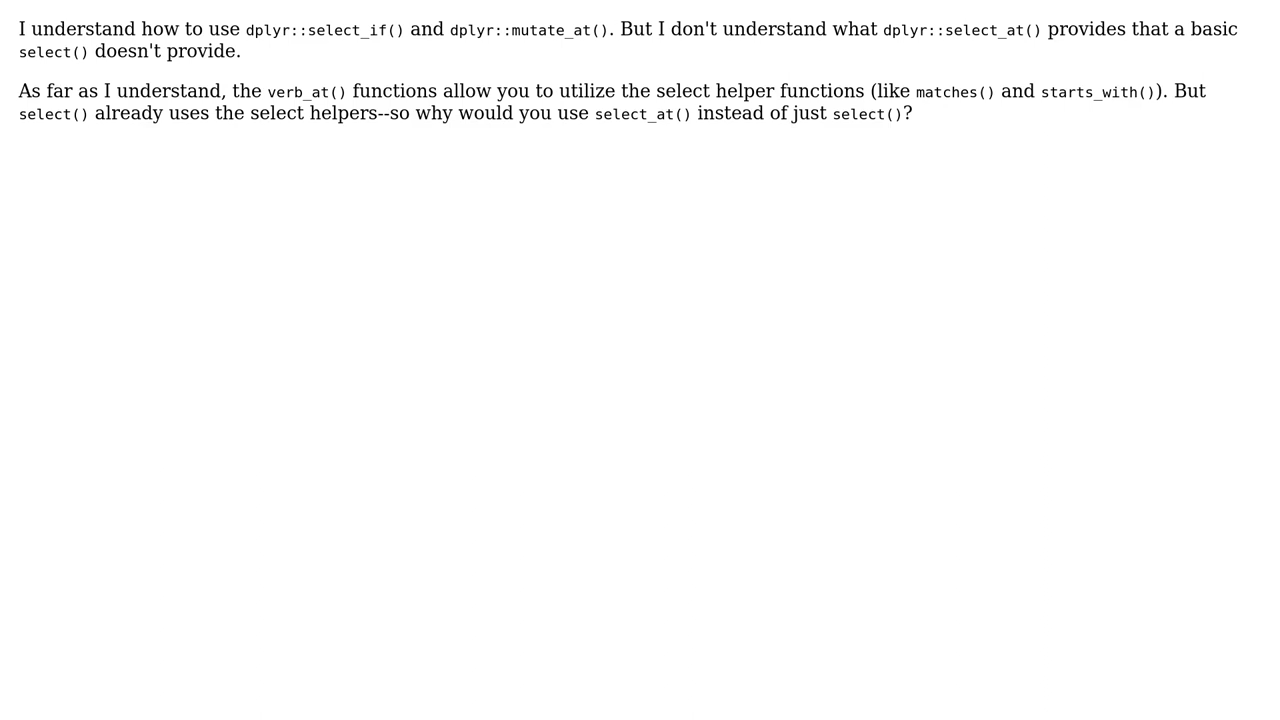 I understand how to use dplyr::select_if() and dplyr::mutate_at(). But I don't understand what dplyr::select_at() provides that a basic
select() doesn't provide.
As far as I understand, the verb_at() functions allow you to utilize the select helper functions (like matches() and starts_with()). But
select() already uses the select helpers--so why would you use select_at() instead of just select()?